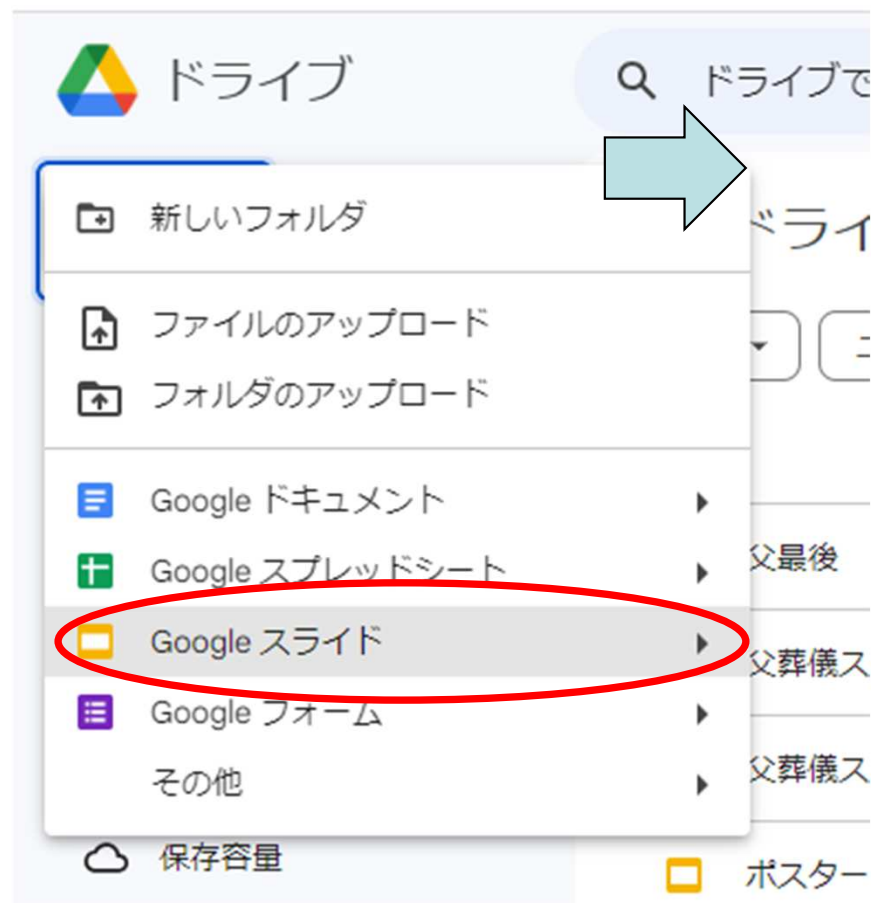 ドライブ
ドライブで
新しいフォルダ
ドライ
ファイルのアップロード
フォルダのアップロード
Google ドキュメント
Google スプレッドシート
父最後
Google スライド
父葬儀ス
Google フォーム
父葬儀ス
その他
保存容量
ポスター